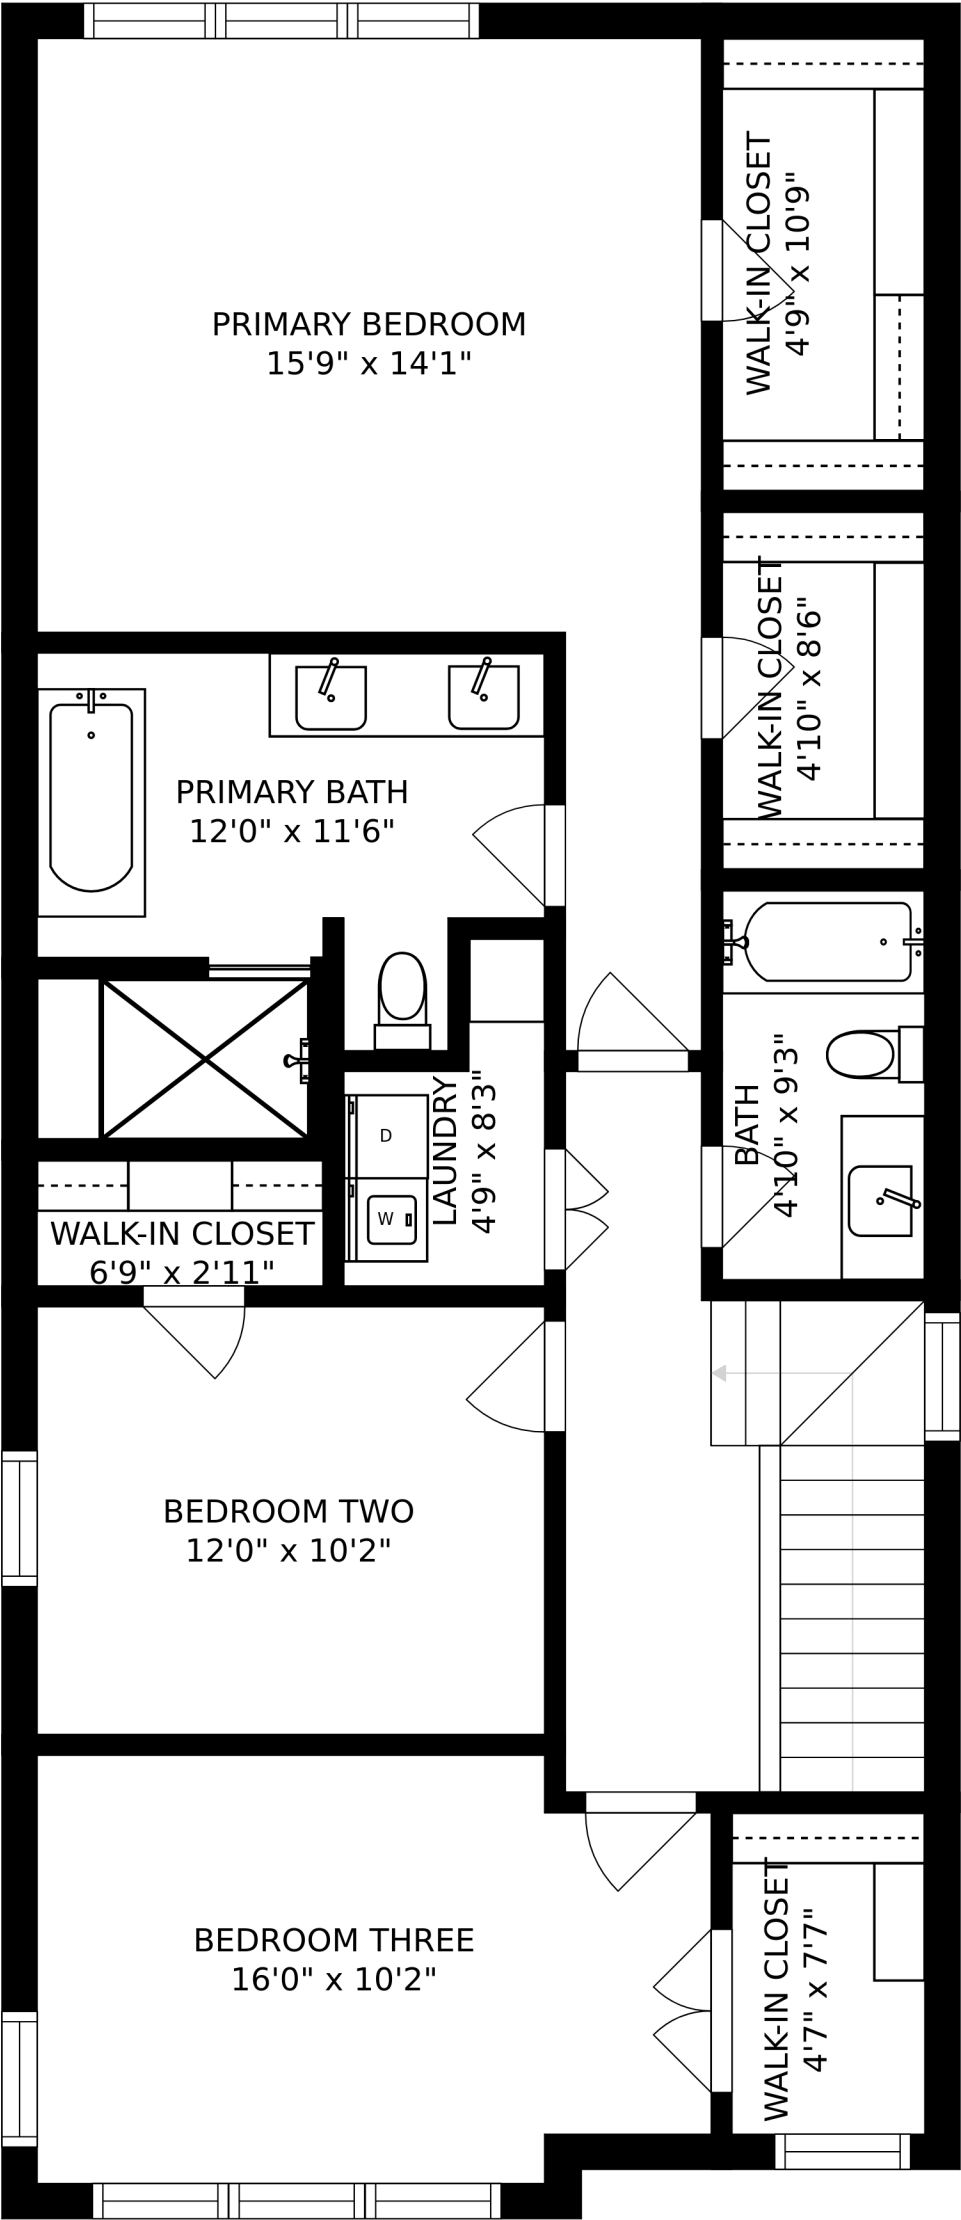 WALK-IN CLOSET
4'9" x 10'9"
PRIMARY BEDROOM
15'9" x 14'1"
WALK-IN CLOSET
4'10" x 8'6"
PRIMARY BATH
12'0" x 11'6"
BATH
4'10" x 9'3"
LAUNDRY
4'9" x 8'3"
D
W
WALK-IN CLOSET
6'9" x 2'11"
BEDROOM TWO
12'0" x 10'2"
BEDROOM THREE
16'0" x 10'2"
WALK-IN CLOSET
4'7" x 7'7"